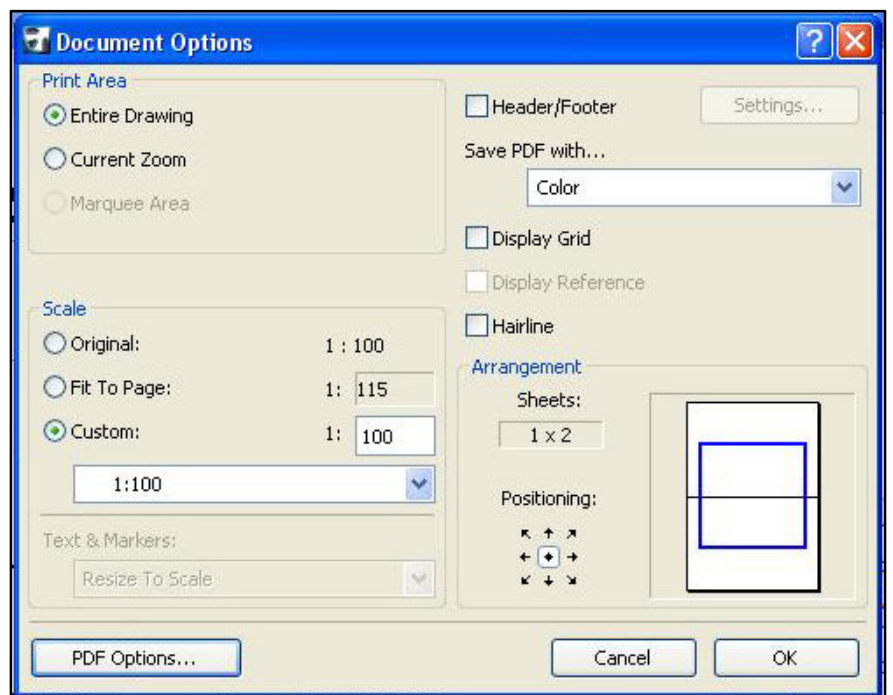 Document Options
Print Area
Entire Drawing
Current Zoom
Marquee Area
Header/Footer
Settings...
Save PDF with...
Color
Display Grid
Display Reference
Hairline
Scale
Original: 1 : 100
Fit To Page: 1: 115
Custom: 1: 100
1:100
Text & Markers:
Resize To Scale
Arrangement
Sheets:
1 x 2
Positioning:
PDF Options...
Cancel
OK